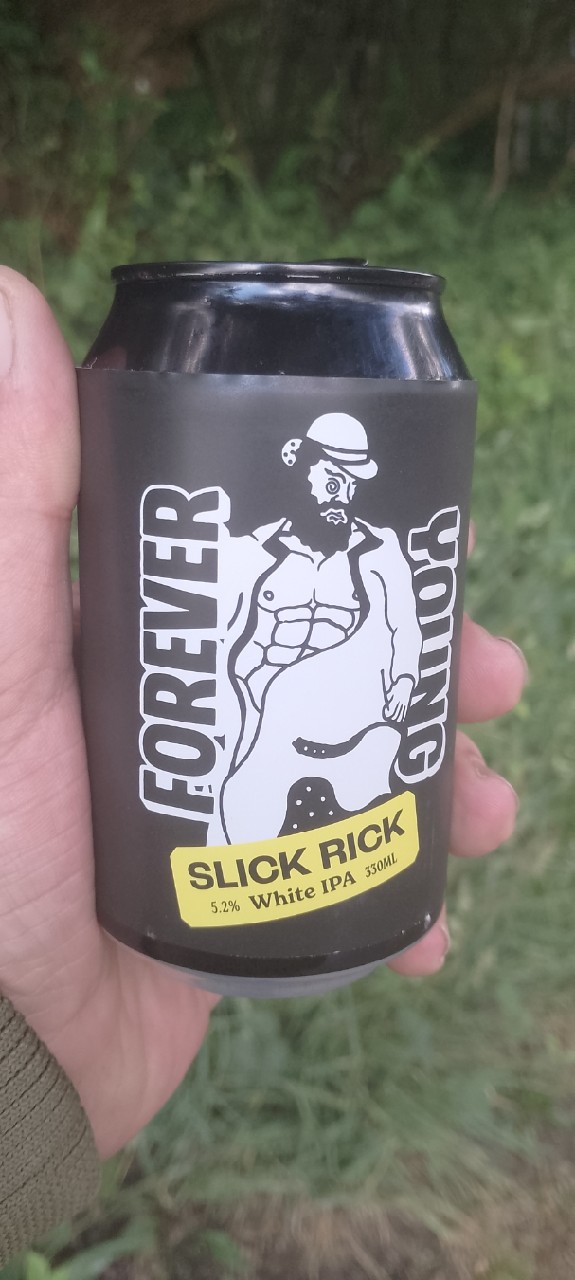 FOREVER
YOUNG
SLICK RICK
5.2% White IPA 330ML